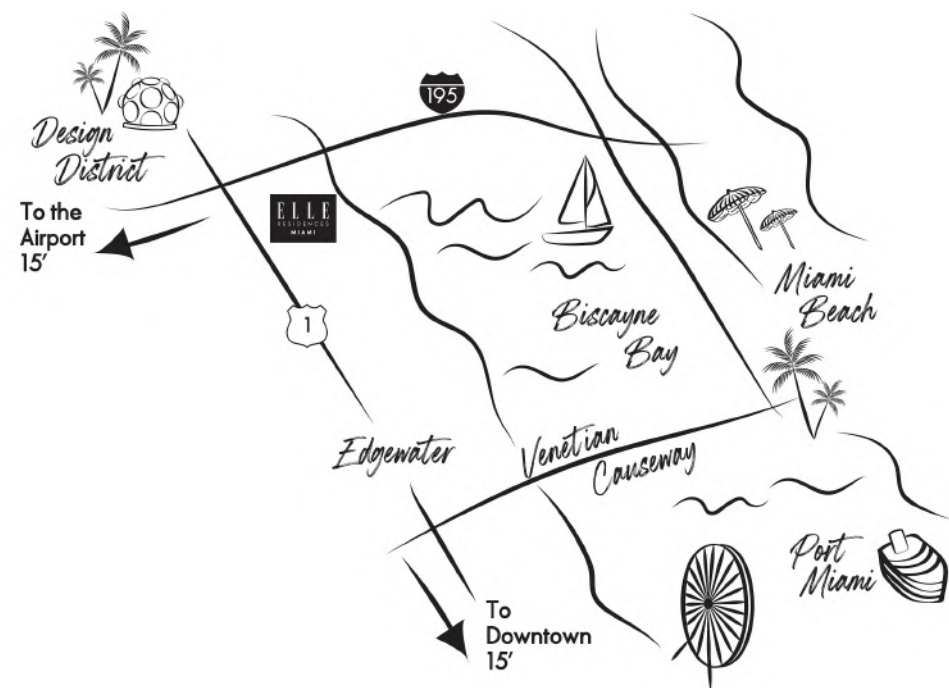 195
Design
District
To the
Airport
15’
ELLE
RESIDENCES
MIAMI
1
Biscayne
Bay
Miami
Beach
Edgewater
Venetian
Causeway
Port
Miami
To
Downtown
15’